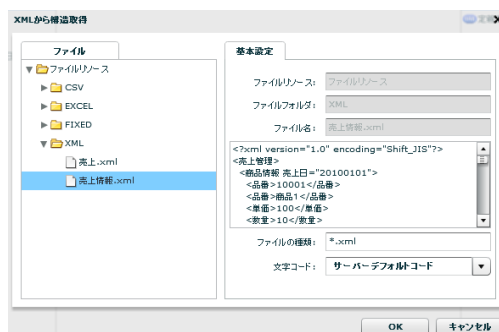 XMLから構造取得
ファイル
ファイルリソース
CSV
EXCEL
FIXED
XML
売上.xml
売上情報.xml
基本設定
ファイルリソース: ファイルリソース
ファイルフォルダ: XML
ファイル名: 売上情報.xml
<?xml version="1.0" encoding="Shift_JIS"?>
<売上管理>
<商品情報 売上日="20100101">
<品番>10001</品番>
<品番>商品1</品番>
<単価>100</単価>
<数量>10</数量>
ファイルの種類: *.xml
文字コード: サーバーデフォルトコード
OK キャンセル